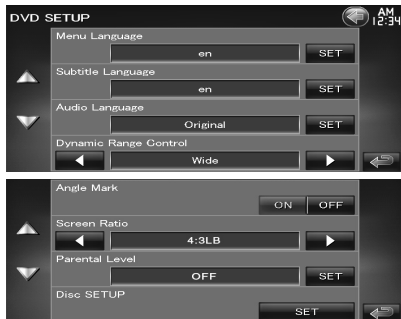 DVD SETUP AM 12:34
Menu Language
en SET
Subtitle Language
en SET
Audio Language
Original SET
Dynamic Range Control
Wide
Angle Mark
ON OFF
Screen Ratio
4:3LB
Parental Level
OFF SET
Disc SETUP
SET